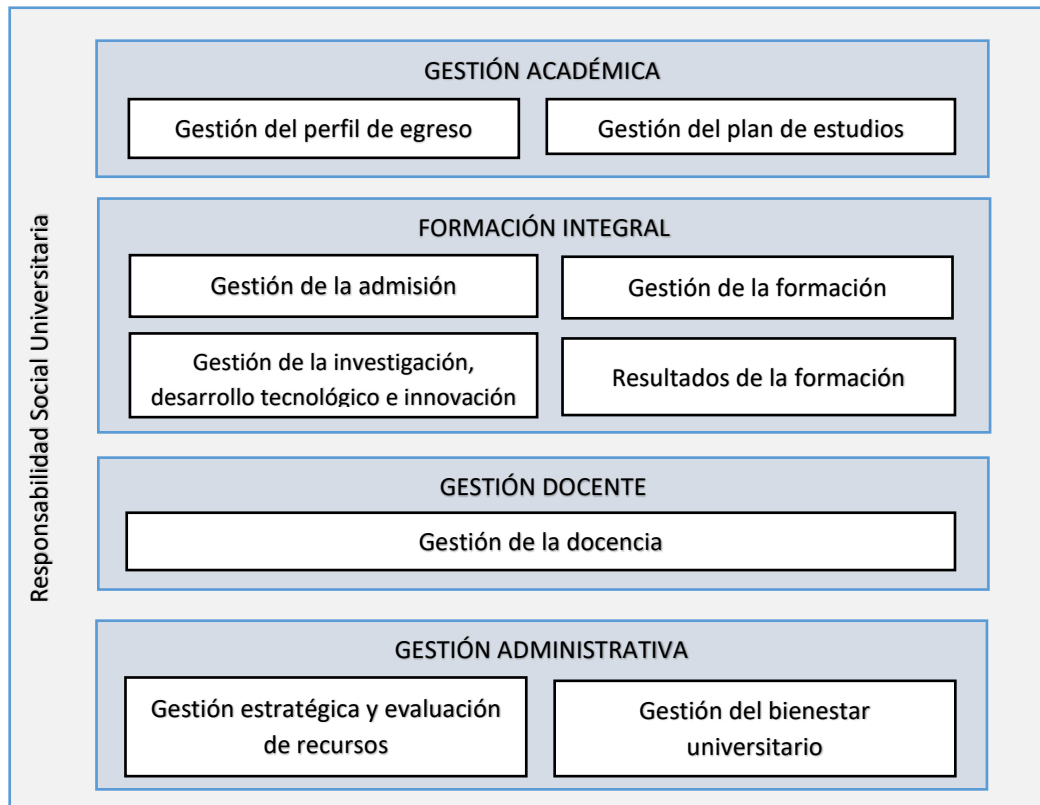 GESTIÓN ACADÉMICA
Gestión del perfil de egreso
Gestión del plan de estudios
FORMACIÓN INTEGRAL
Gestión de la admisión
Gestión de la formación
Gestión de la investigación,
desarrollo tecnológico e innovación
Resultados de la formación
GESTIÓN DOCENTE
Gestión de la docencia
GESTIÓN ADMINISTRATIVA
Gestión estratégica y evaluación
de recursos
Gestión del bienestar
universitario
Responsabilidad Social Universitaria